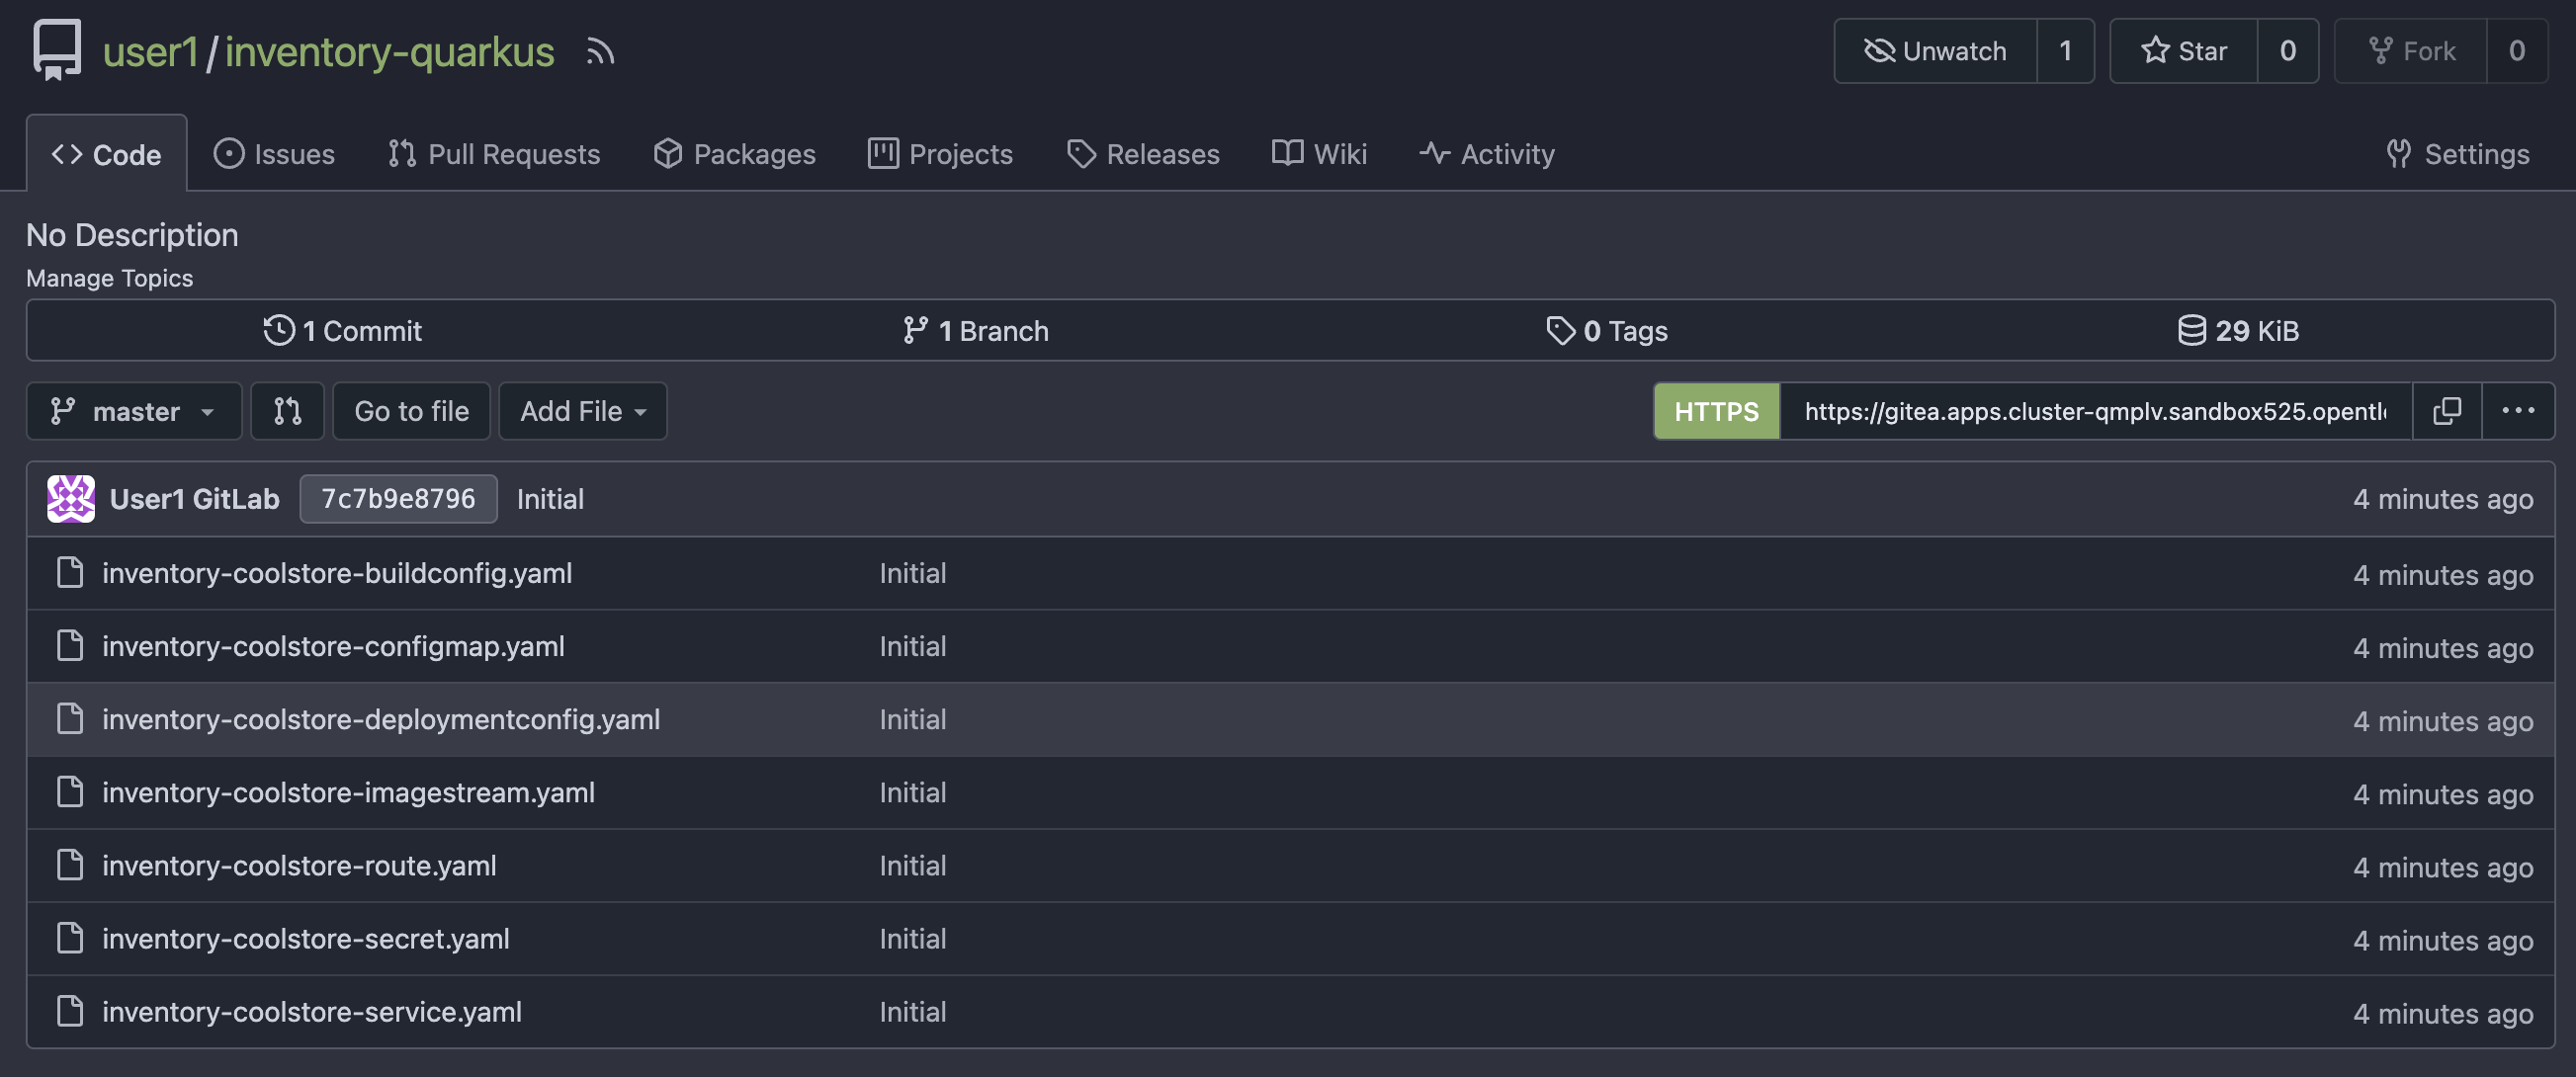 user1/inventory-quarkus Unwatch 1 Star 0 Fork 0
Code Issues Pull Requests Packages Projects Releases Wiki Activity Settings
No Description
Manage Topics
1 Commit 1 Branch 0 Tags 29 KiB
master Go to file Add File HTTPS https://gitea.apps.cluster-qmplv.sandbox525.opentl
User1 GitLab 7c7b9e8796 Initial 4 minutes ago
inventory-coolstore-buildconfig.yaml Initial 4 minutes ago
inventory-coolstore-configmap.yaml Initial 4 minutes ago
inventory-coolstore-deploymentconfig.yaml Initial 4 minutes ago
inventory-coolstore-imagestream.yaml Initial 4 minutes ago
inventory-coolstore-route.yaml Initial 4 minutes ago
inventory-coolstore-secret.yaml Initial 4 minutes ago
inventory-coolstore-service.yaml Initial 4 minutes ago